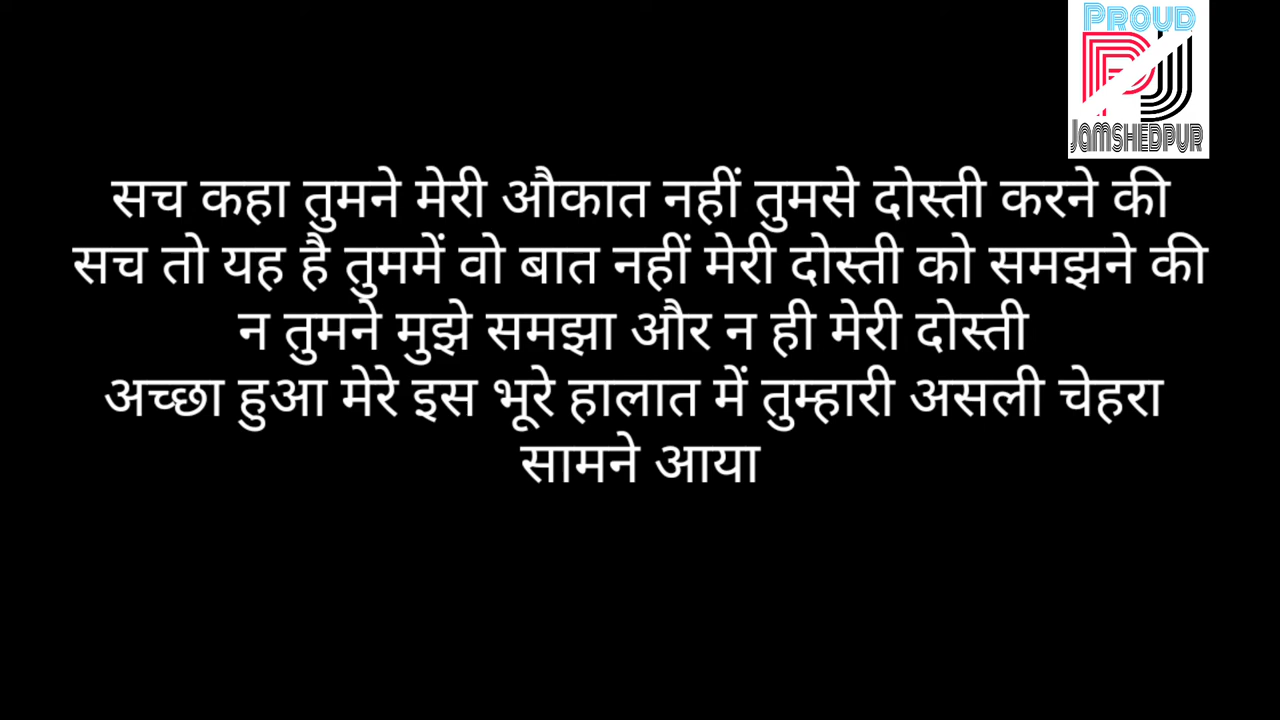 PROUD
PJ
JAMSHEDPUR
सच कहा तुमने मेरी औकात नहीं तुमसे दोस्ती करने की
सच तो यह है तुममें वो बात नहीं मेरी दोस्ती को समझने की
न तुमने मुझे समझा और न ही मेरी दोस्ती
अच्छा हुआ मेरे इस भूरे हालात में तुम्हारी असली चेहरा
सामने आया